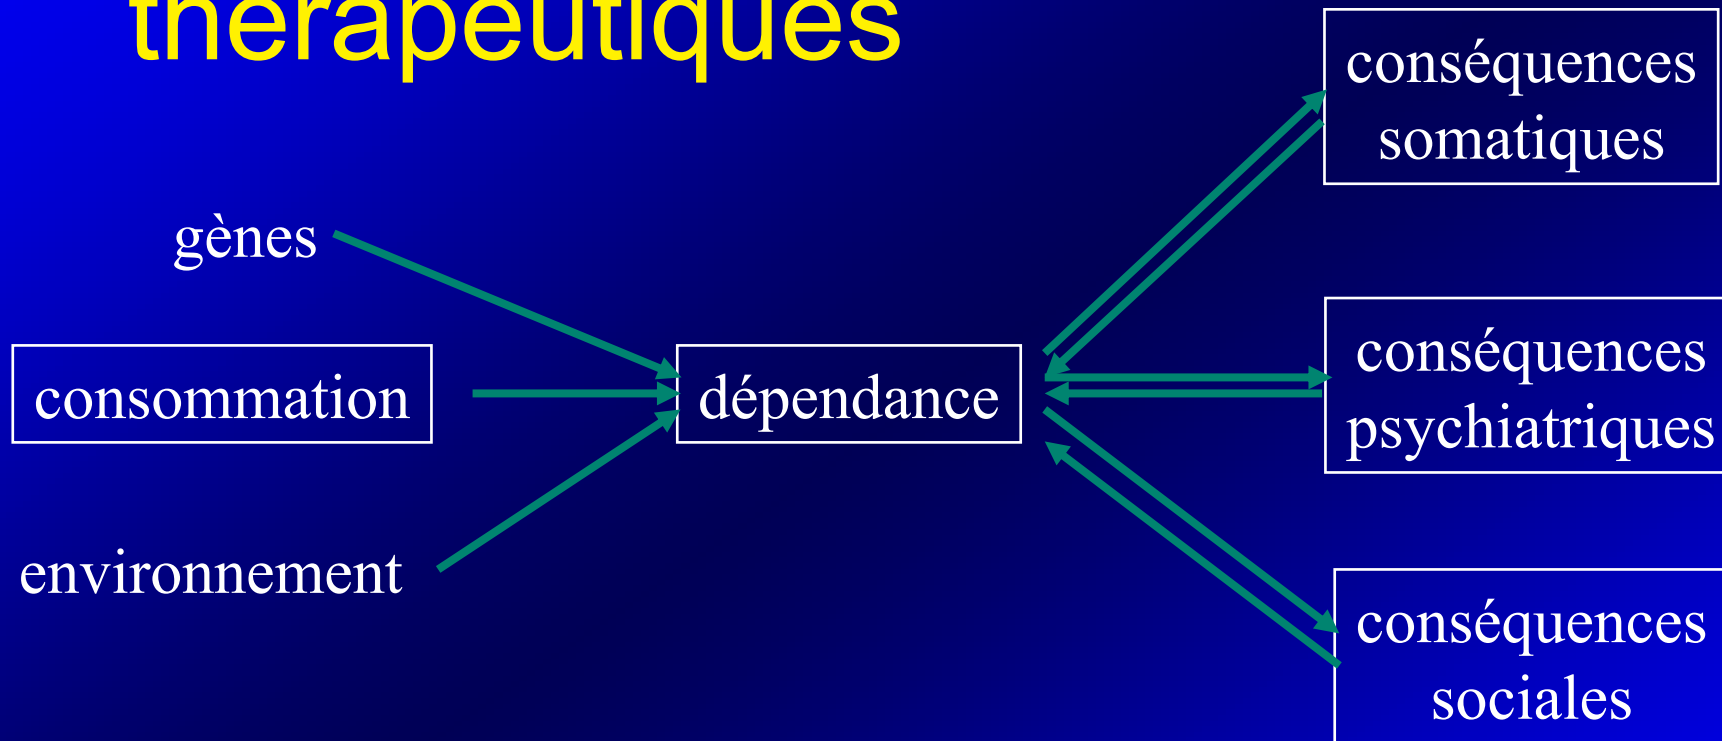 thérapeutiques
conséquences
somatiques
gènes
consommation
dépendance
conséquences
psychiatriques
environnement
conséquences
sociales